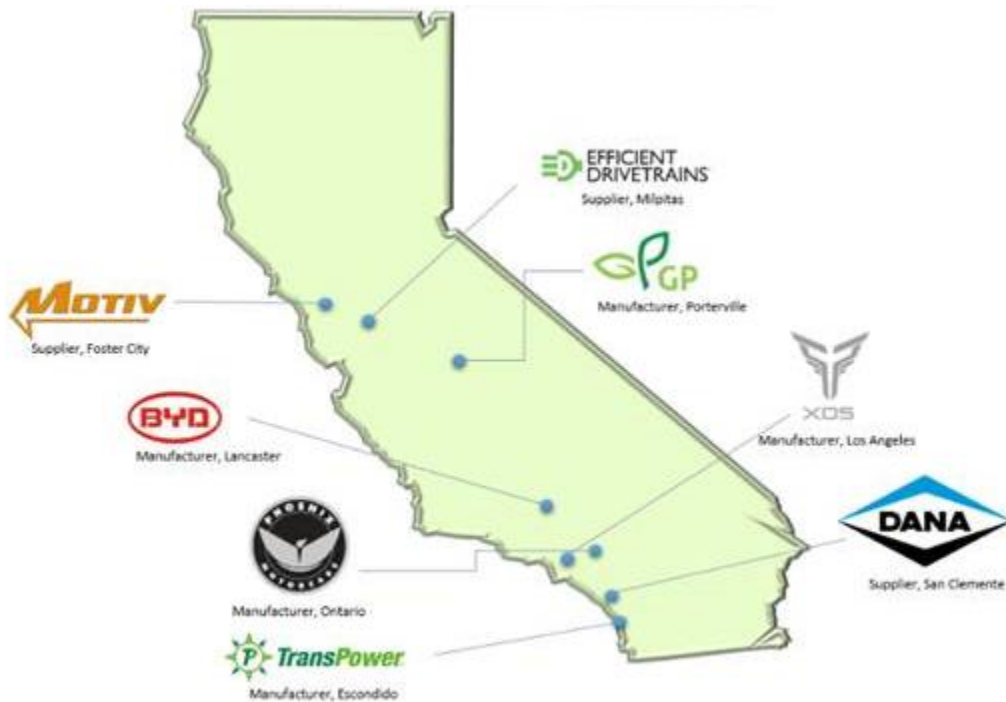 EFFICIENT
DRIVETRAINS
Supplier, Milpitas
GP
Manufacturer, Porterville
MOTIV
Supplier, Foster City
XOS
Manufacturer, Los Angeles
BYD
Manufacturer, Lancaster
DANA
Supplier, San Clemente
PHOENIX
MOTORCARS
Manufacturer, Ontario
TransPower
Manufacturer, Escondido